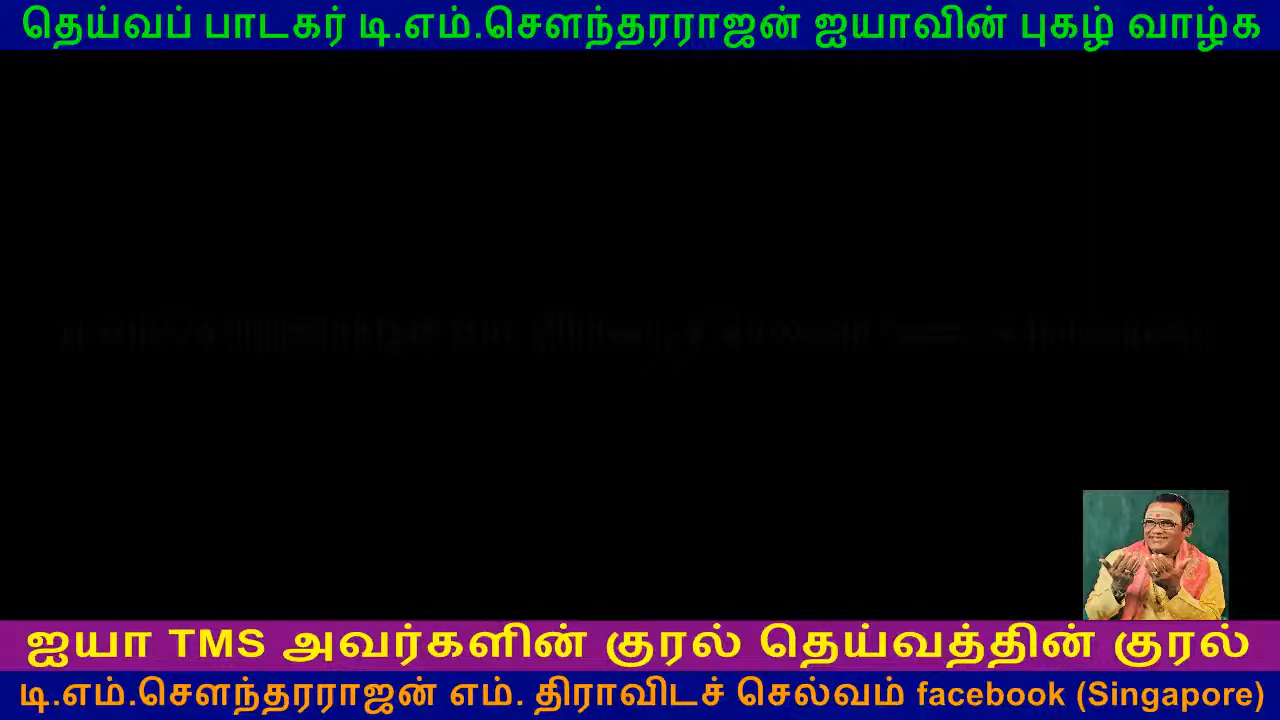 தெய்வப் பாடகர் டி.எம்.சௌந்தரராஜன் ஐயாவின் புகழ் வாழ்க
ஐயா TMS அவர்களின் குரல் தெய்வத்தின் குரல்
டி.எம்.சௌந்தரராஜன் எம். திராவிடச் செல்வம் facebook (Singapore)